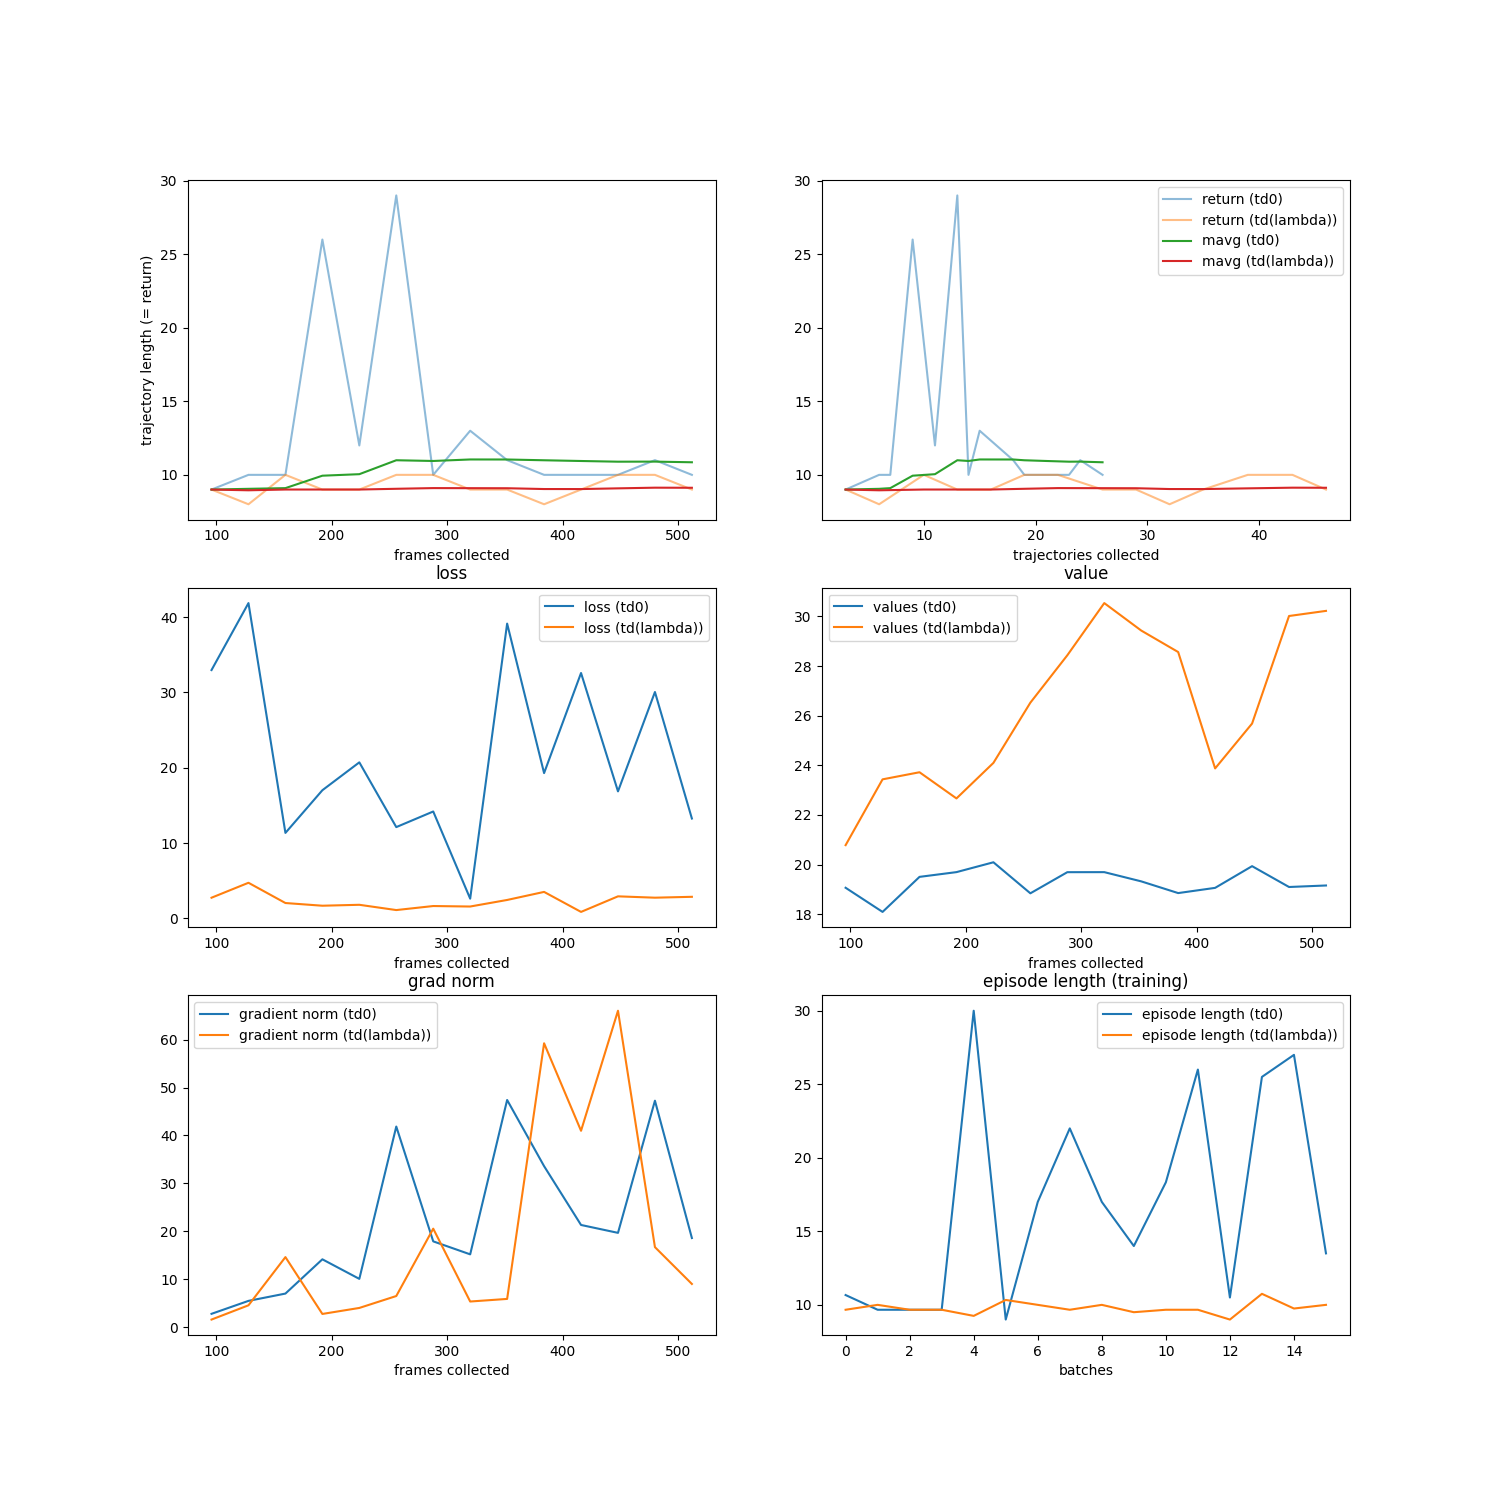 30
25
20
15
10
trajectory length (= return)
100 200 300 400 500
frames collected
30
25
20
15
10
return (td0)
return (td(lambda))
mavg (td0)
mavg (td(lambda))
10 20 30 40
trajectories collected
loss
40
30
20
10
0
loss (td0)
loss (td(lambda))
100 200 300 400 500
frames collected
value
30
28
26
24
22
20
18
values (td0)
values (td(lambda))
100 200 300 400 500
frames collected
grad norm
60
50
40
30
20
10
0
gradient norm (td0)
gradient norm (td(lambda))
100 200 300 400 500
frames collected
episode length (training)
30
25
20
15
10
episode length (td0)
episode length (td(lambda))
0 2 4 6 8 10 12 14
batches